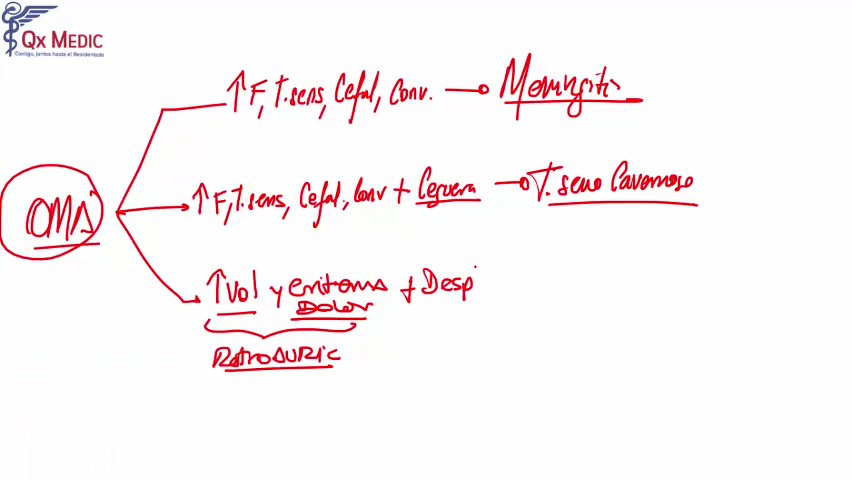 Qx MEDIC
Contigo, juntos hasta el Residentado
↑F, T.sens, Cefal, Conv. → Meningitis
OMA
↑F, T.sens, Cefal, Conv + Ceguera → T. seno Cavernoso
↑Vol y eritema + Desp
Dolor
Retroauric